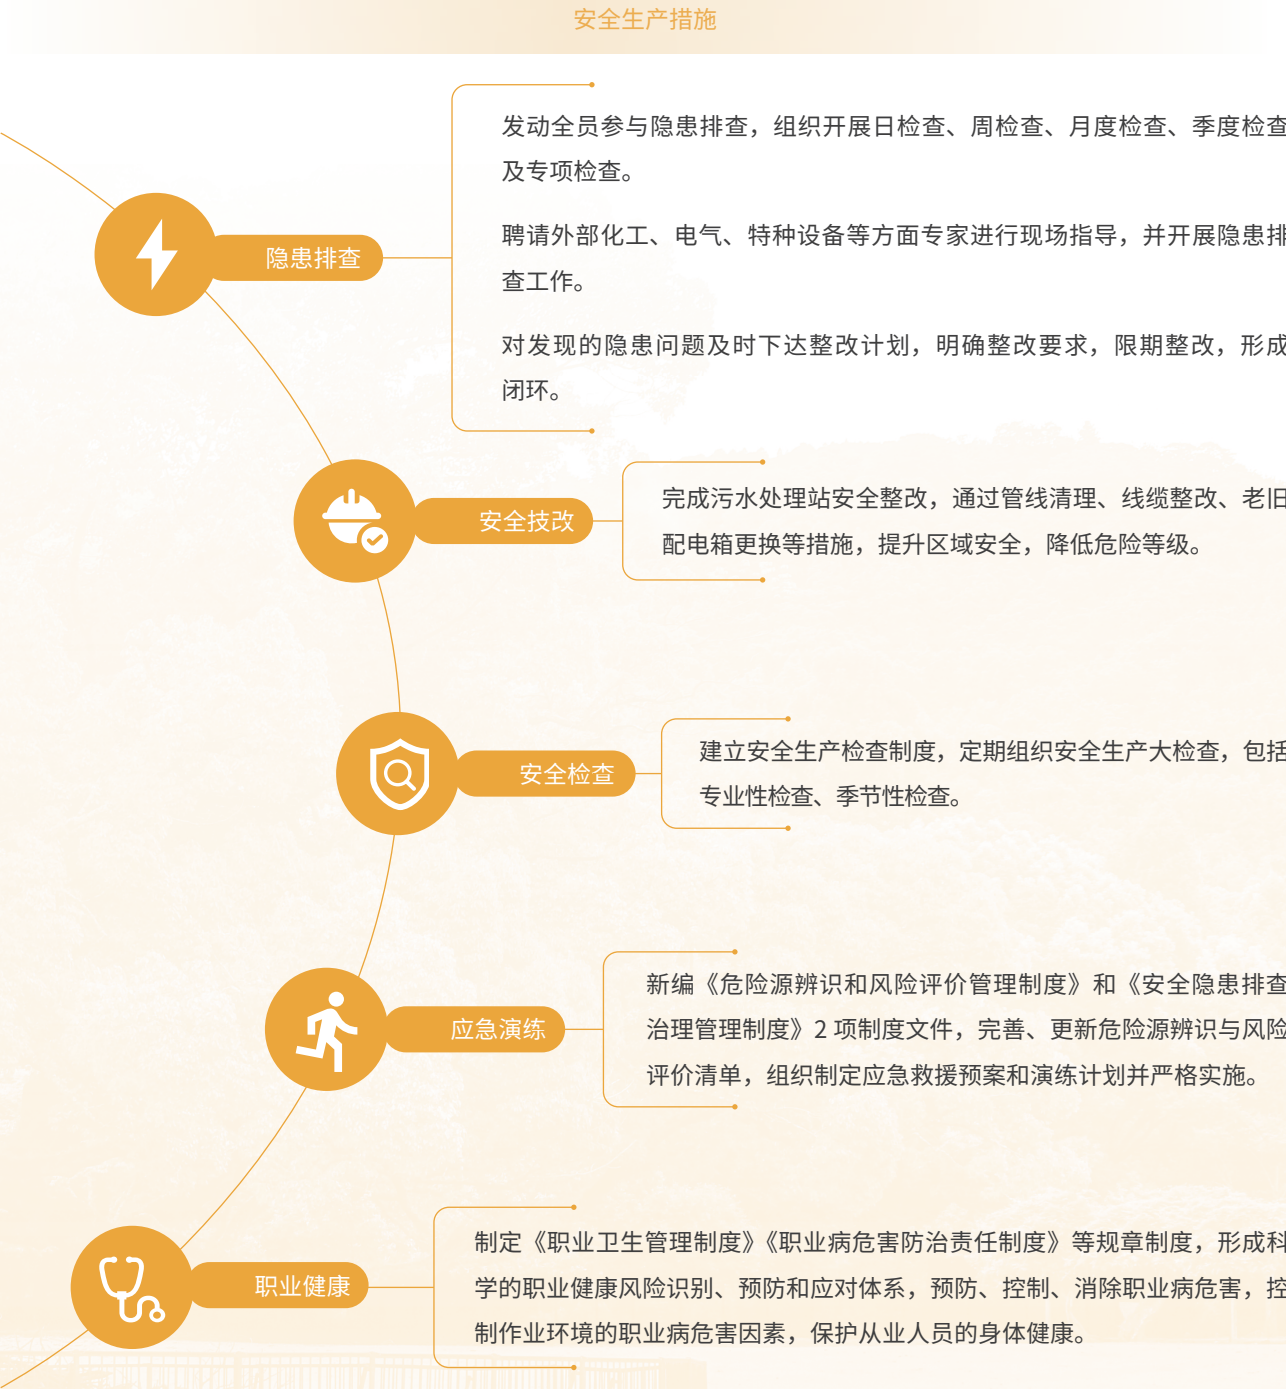 安全生产措施
发动全员参与隐患排查，组织开展日检查、周检查、月度检查、季度检查
及专项检查。
聘请外部化工、电气、特种设备等方面专家进行现场指导，并开展隐患排
查工作。
对发现的隐患问题及时下达整改计划，明确整改要求，限期整改，形成
闭环。
隐患排查
完成污水处理站安全整改，通过管线清理、线缆整改、老旧
配电箱更换等措施，提升区域安全，降低危险等级。
安全技改
建立安全生产检查制度，定期组织安全生产大检查，包括
专业性检查、季节性检查。
安全检查
新编《危险源辨识和风险评价管理制度》和《安全隐患排查
治理管理制度》2 项制度文件，完善、更新危险源辨识与风险
评价清单，组织制定应急救援预案和演练计划并严格实施。
应急演练
制定《职业卫生管理制度》《职业病危害防治责任制度》等规章制度，形成科
学的职业健康风险识别、预防和应对体系，预防、控制、消除职业病危害，控
制作业环境的职业病危害因素，保护从业人员的身体健康。
职业健康